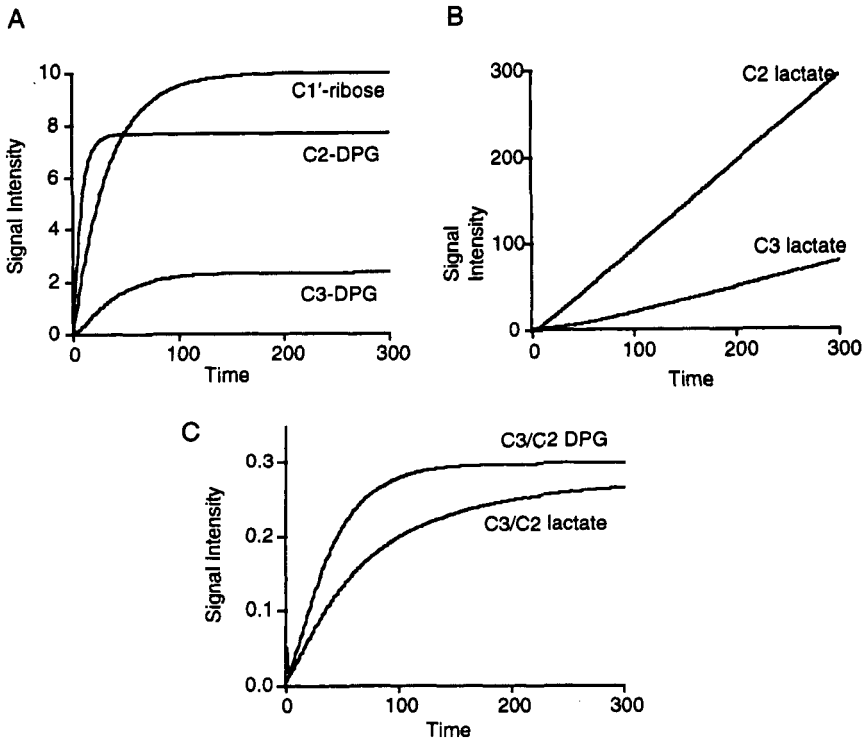 A
Signal Intensity
10
8
6
4
2
0
C1'-ribose
C2-DPG
C3-DPG
0
100
200
300
Time
B
Signal
Intensity
300
200
100
0
C2 lactate
C3 lactate
0
100
200
300
Time
C
Signal Intensity
0.3
0.2
0.1
0.0
C3/C2 DPG
C3/C2 lactate
0
100
200
300
Time